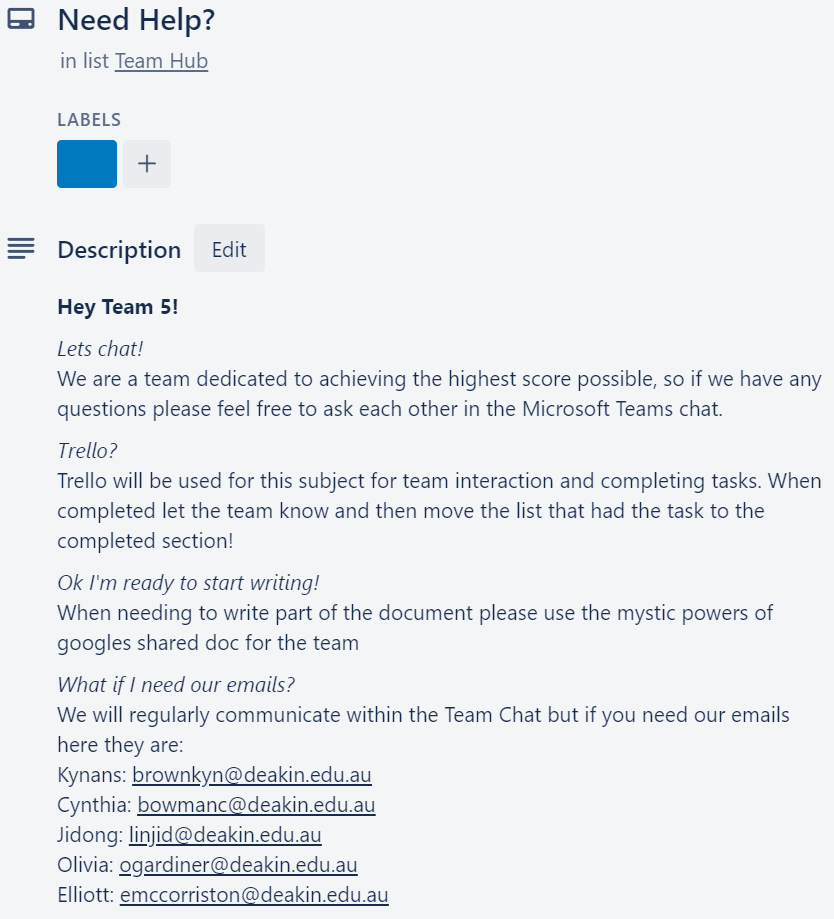 Need Help?
in list Team Hub
LABELS
+
Description Edit
Hey Team 5!
Lets chat!
We are a team dedicated to achieving the highest score possible, so if we have any
questions please feel free to ask each other in the Microsoft Teams chat.
Trello?
Trello will be used for this subject for team interaction and completing tasks. When
completed let the team know and then move the list that had the task to the
completed section!
Ok I'm ready to start writing!
When needing to write part of the document please use the mystic powers of
googles shared doc for the team
What if I need our emails?
We will regularly communicate within the Team Chat but if you need our emails
here they are:
Kynans: brownkyn@deakin.edu.au
Cynthia: bowmanc@deakin.edu.au
Jidong: linjid@deakin.edu.au
Olivia: ogardiner@deakin.edu.au
Elliott: emccorriston@deakin.edu.au